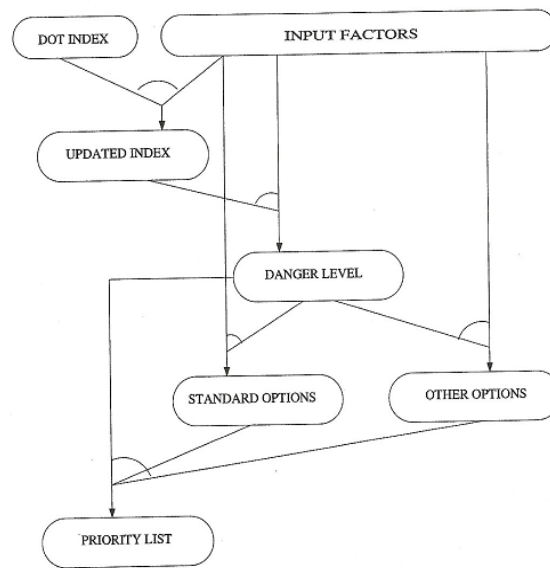 DOT INDEX
INPUT FACTORS
UPDATED INDEX
DANGER LEVEL
STANDARD OPTIONS
OTHER OPTIONS
PRIORITY LIST